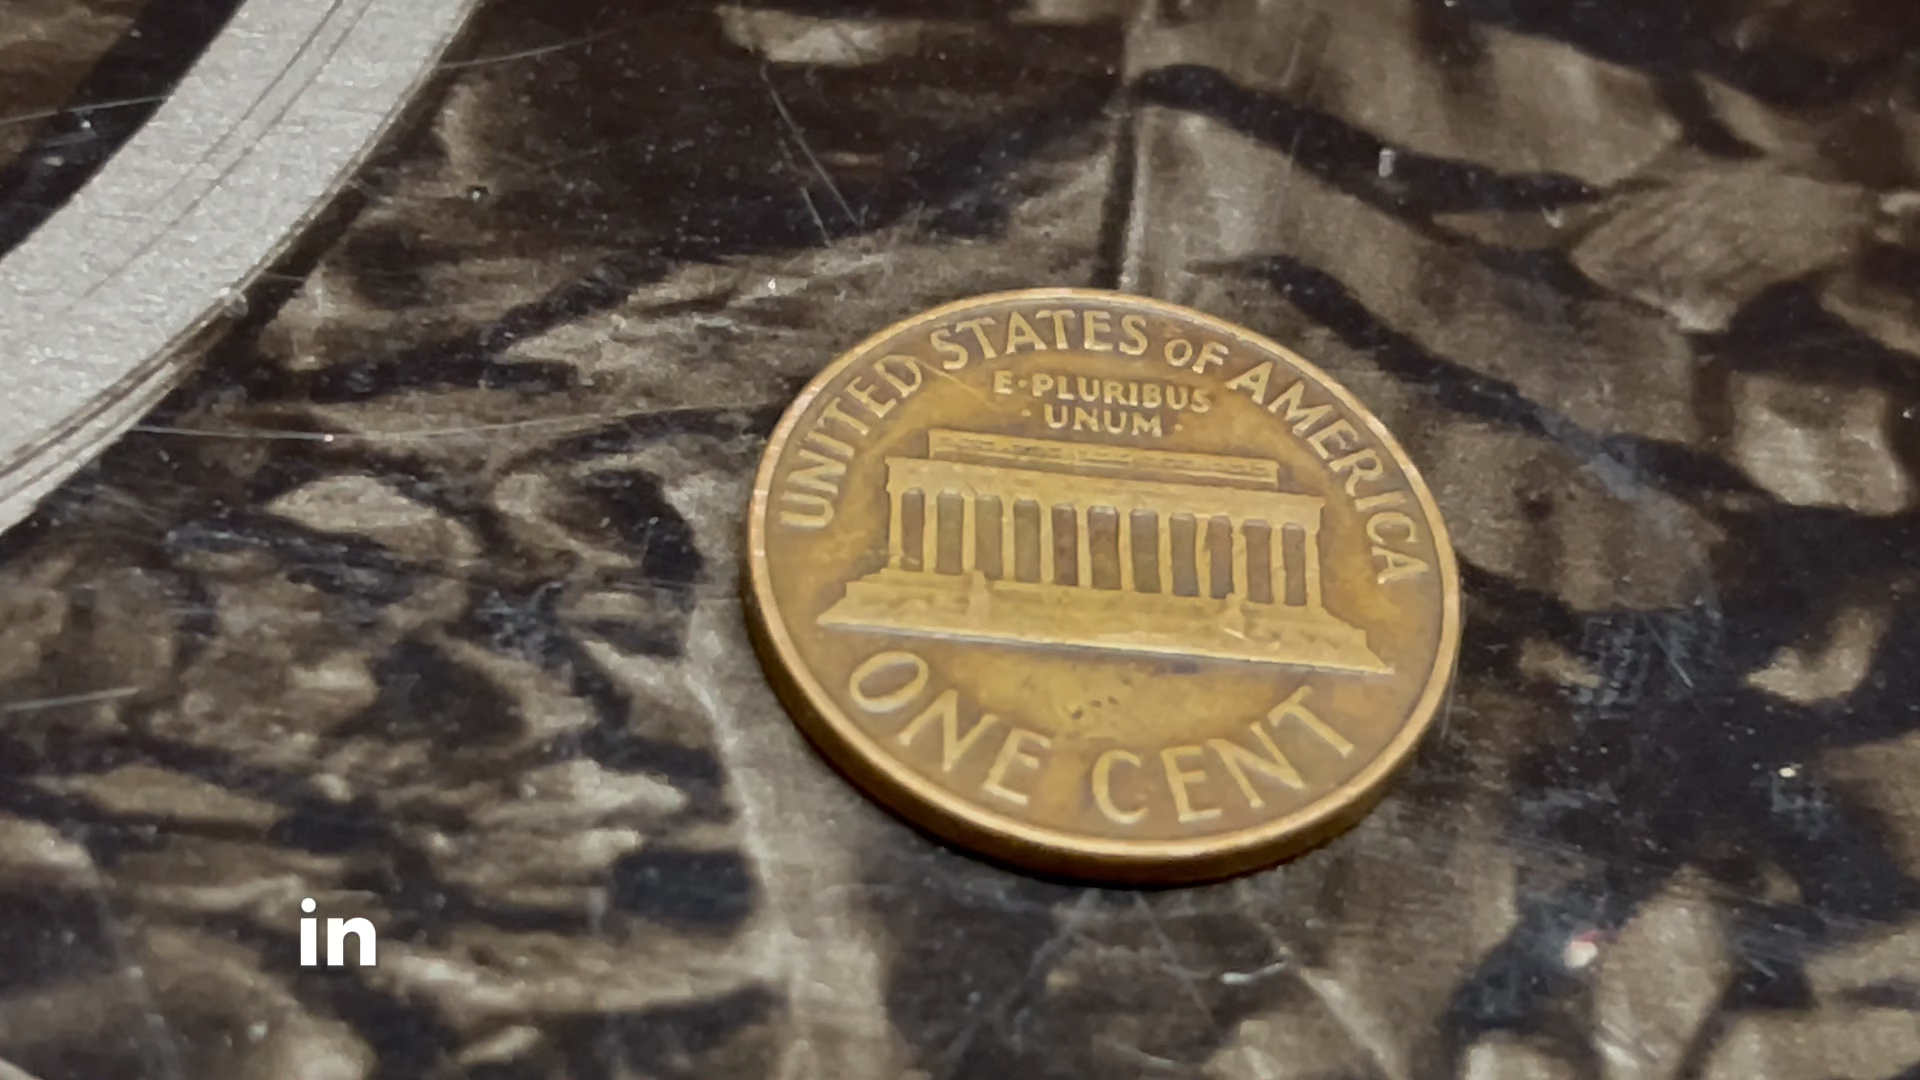 UNITED STATES OF AMERICA
E·PLURIBUS
·UNUM·
ONE CENT
in